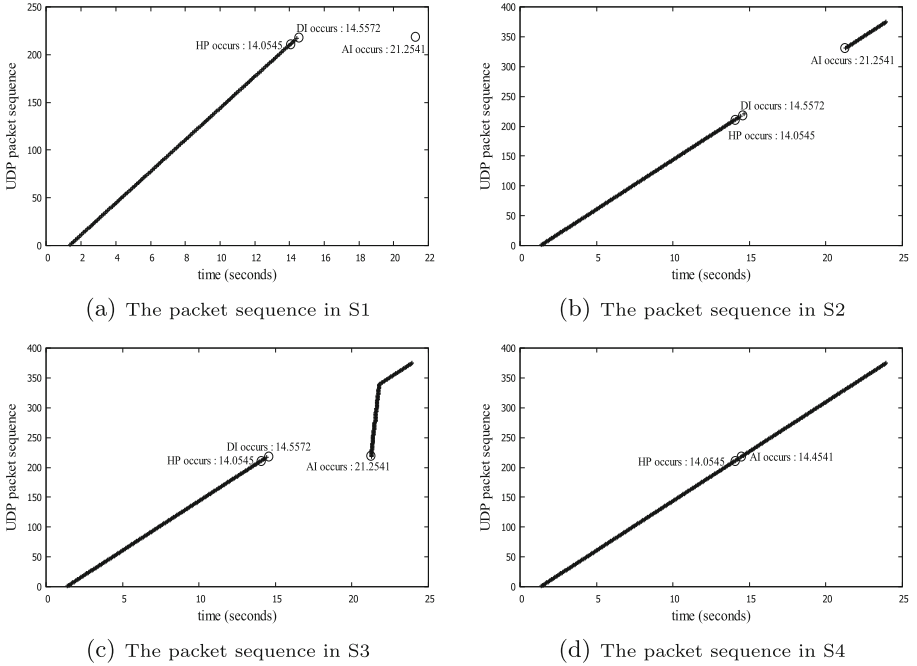 250
200
150
100
50
0
UDP packet sequence
HP occurs : 14.0545
DI occurs : 14.5572
AI occurs : 21.2541
0 2 4 6 8 10 12 14 16 18 20 22
time (seconds)
(a) The packet sequence in S1
400
350
300
250
200
150
100
50
0
UDP packet sequence
AI occurs : 21.2541
DI occurs : 14.5572
HP occurs : 14.0545
0 5 10 15 20 25
time (seconds)
(b) The packet sequence in S2
400
350
300
250
200
150
100
50
0
UDP packet sequence
DI occurs : 14.5572
HP occurs : 14.0545
AI occurs : 21.2541
0 5 10 15 20 25
time (seconds)
(c) The packet sequence in S3
400
350
300
250
200
150
100
50
0
UDP packet sequence
HP occurs : 14.0545
AI occurs : 14.4541
0 5 10 15 20 25
time (seconds)
(d) The packet sequence in S4